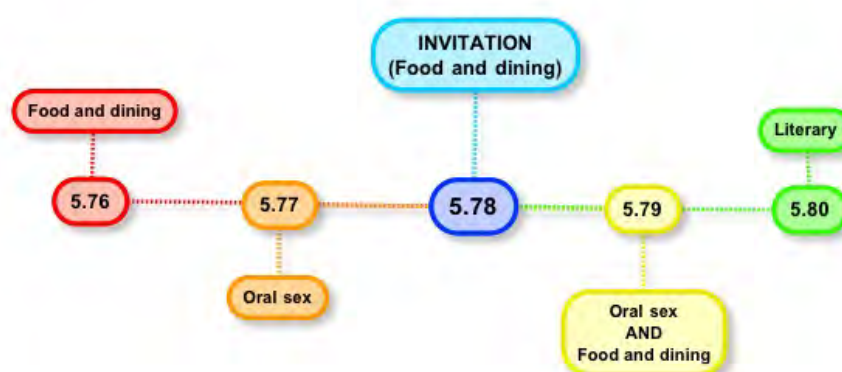 INVITATION
(Food and dining)
Food and dining
Literary
5.76
5.77
5.78
5.79
5.80
Oral sex
Oral sex
AND
Food and dining